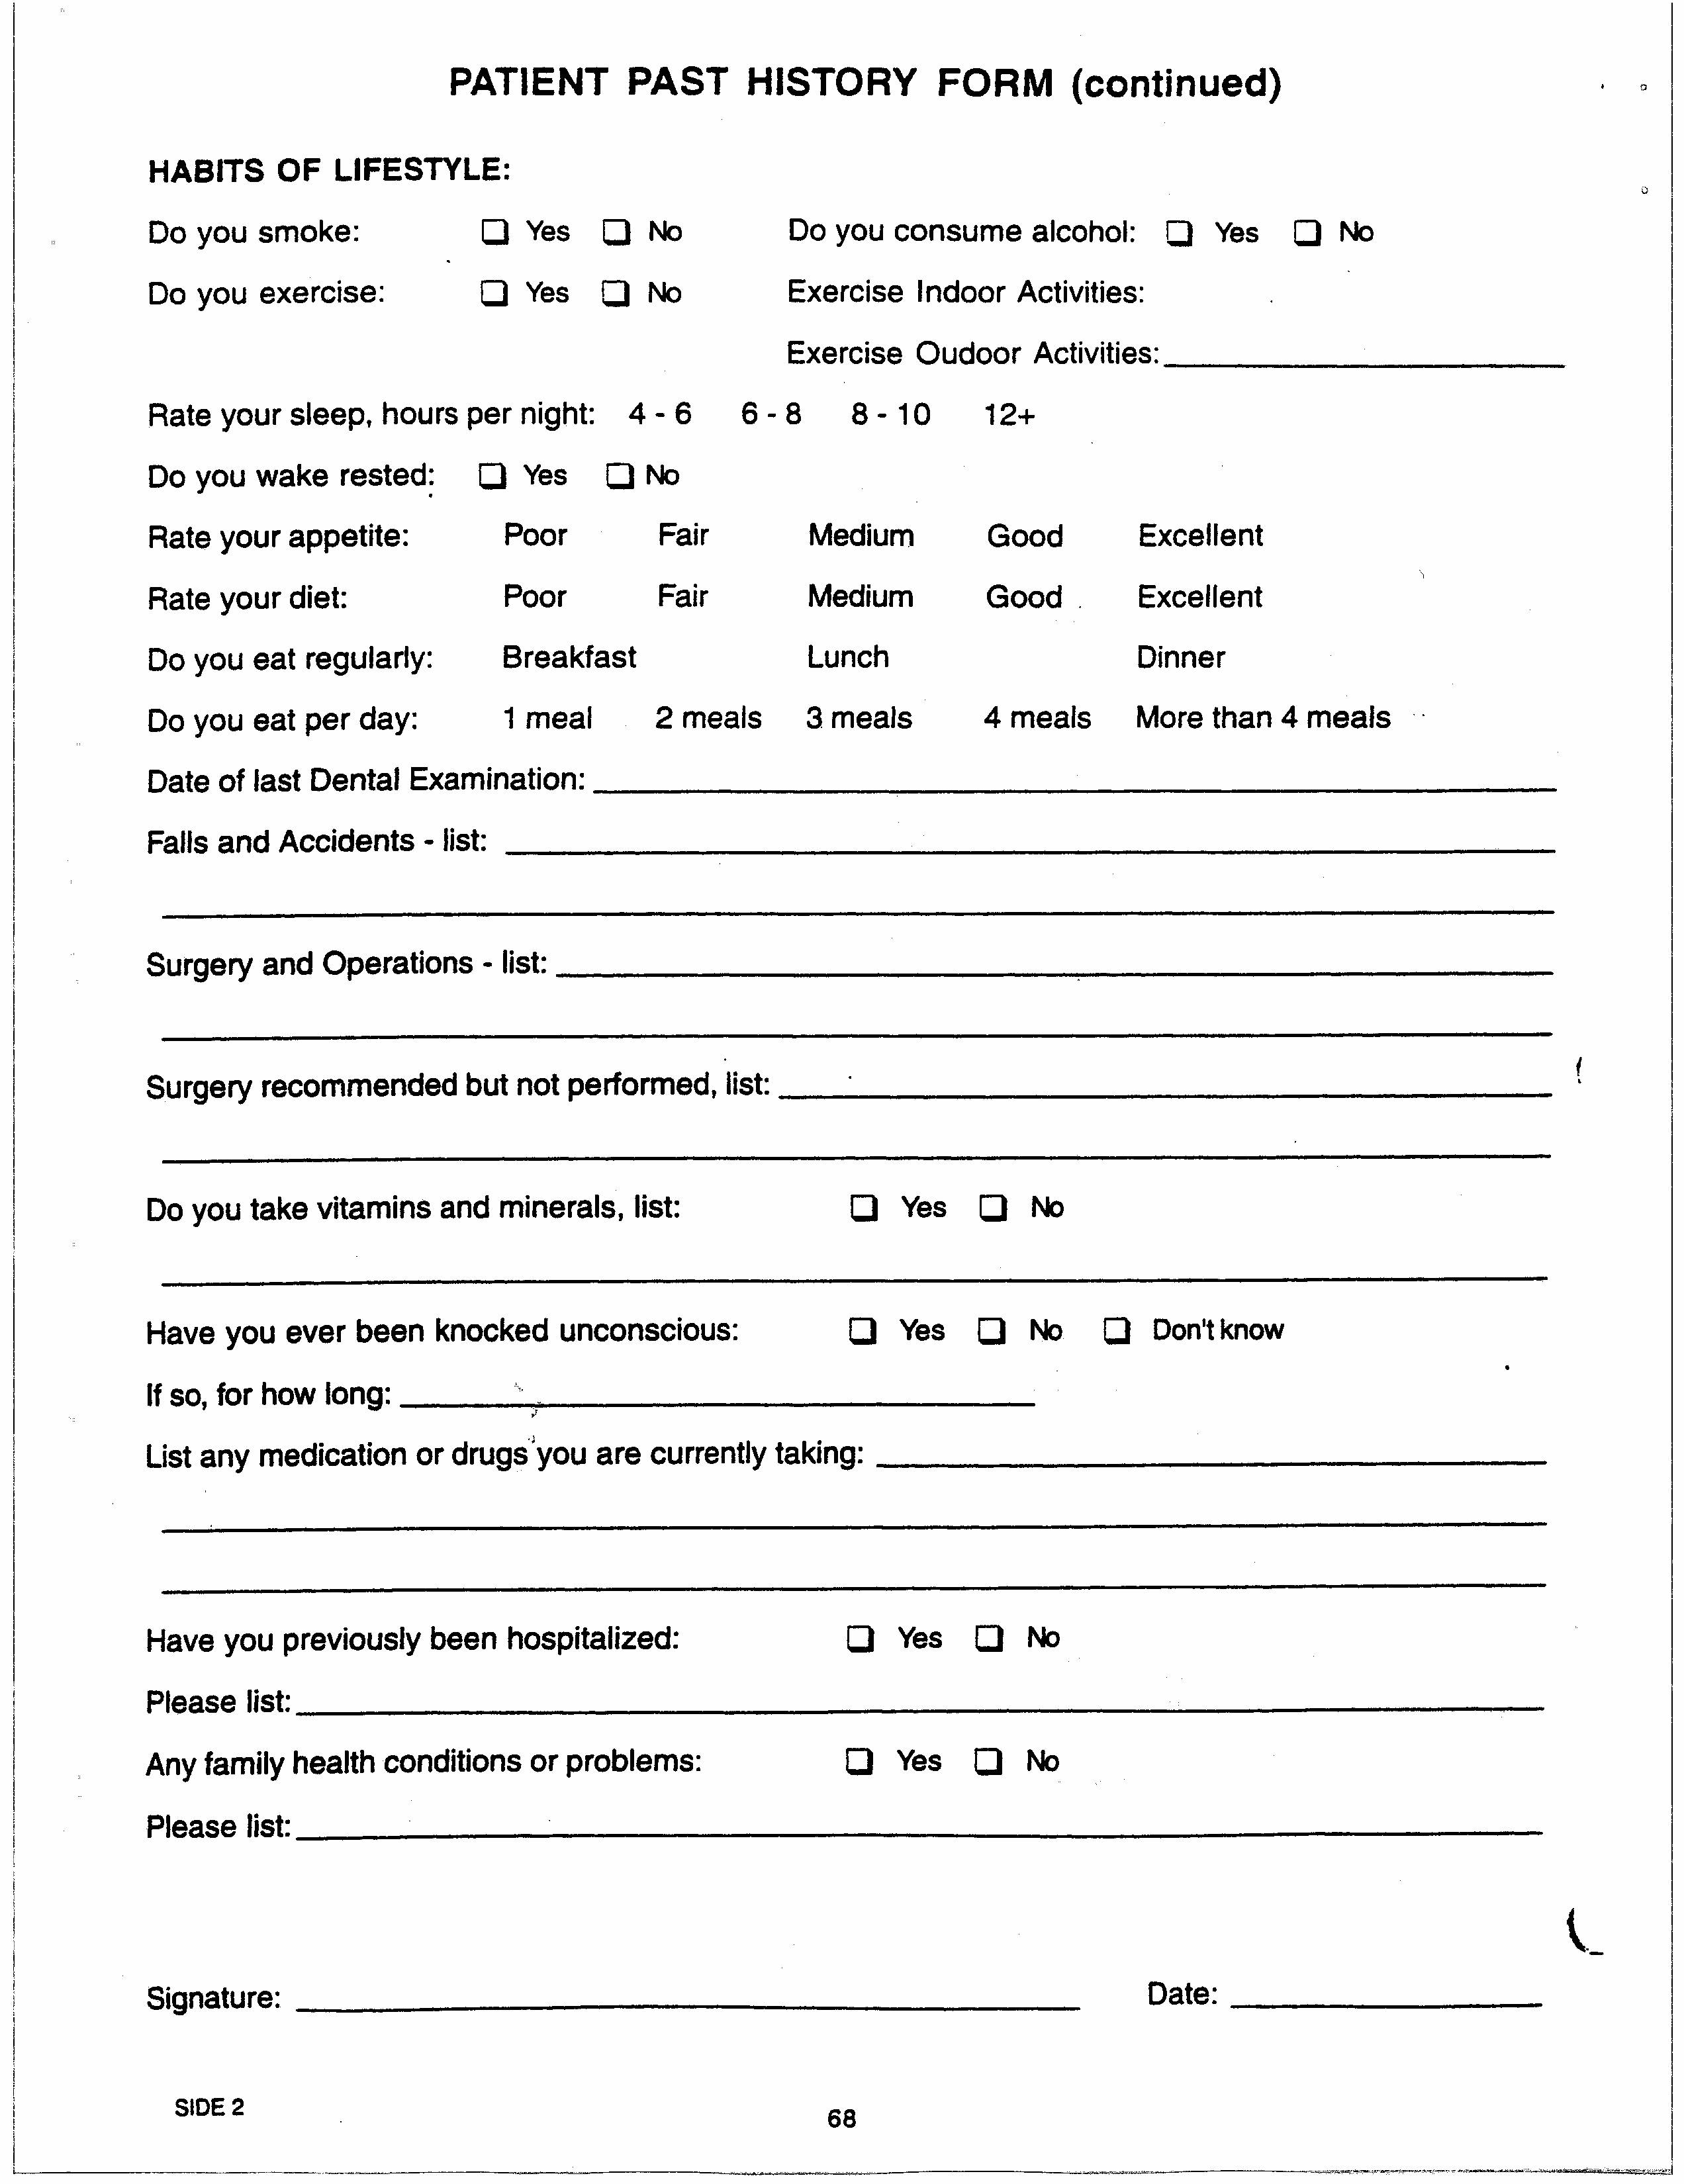 PATIENT PAST HISTORY FORM (continued)
HABITS OF LIFESTYLE:
Do you smoke: ☐ Yes ☐ No Do you consume alcohol: ☐ Yes ☐ No
Do you exercise: ☐ Yes ☐ No Exercise Indoor Activities:
Exercise Oudoor Activities:
Rate your sleep, hours per night: 4 - 6 6 - 8 8 - 10 12+
Do you wake rested: ☐ Yes ☐ No
Rate your appetite: Poor Fair Medium Good Excellent
Rate your diet: Poor Fair Medium Good Excellent
Do you eat regularly: Breakfast Lunch Dinner
Do you eat per day: 1 meal 2 meals 3 meals 4 meals More than 4 meals
Date of last Dental Examination:
Falls and Accidents - list:
Surgery and Operations - list:
Surgery recommended but not performed, list:
Do you take vitamins and minerals, list: ☐ Yes ☐ No
Have you ever been knocked unconscious: ☐ Yes ☐ No ☐ Don't know
If so, for how long:
List any medication or drugs you are currently taking:
Have you previously been hospitalized: ☐ Yes ☐ No
Please list:
Any family health conditions or problems: ☐ Yes ☐ No
Please list:
Signature: Date:
SIDE 2
68